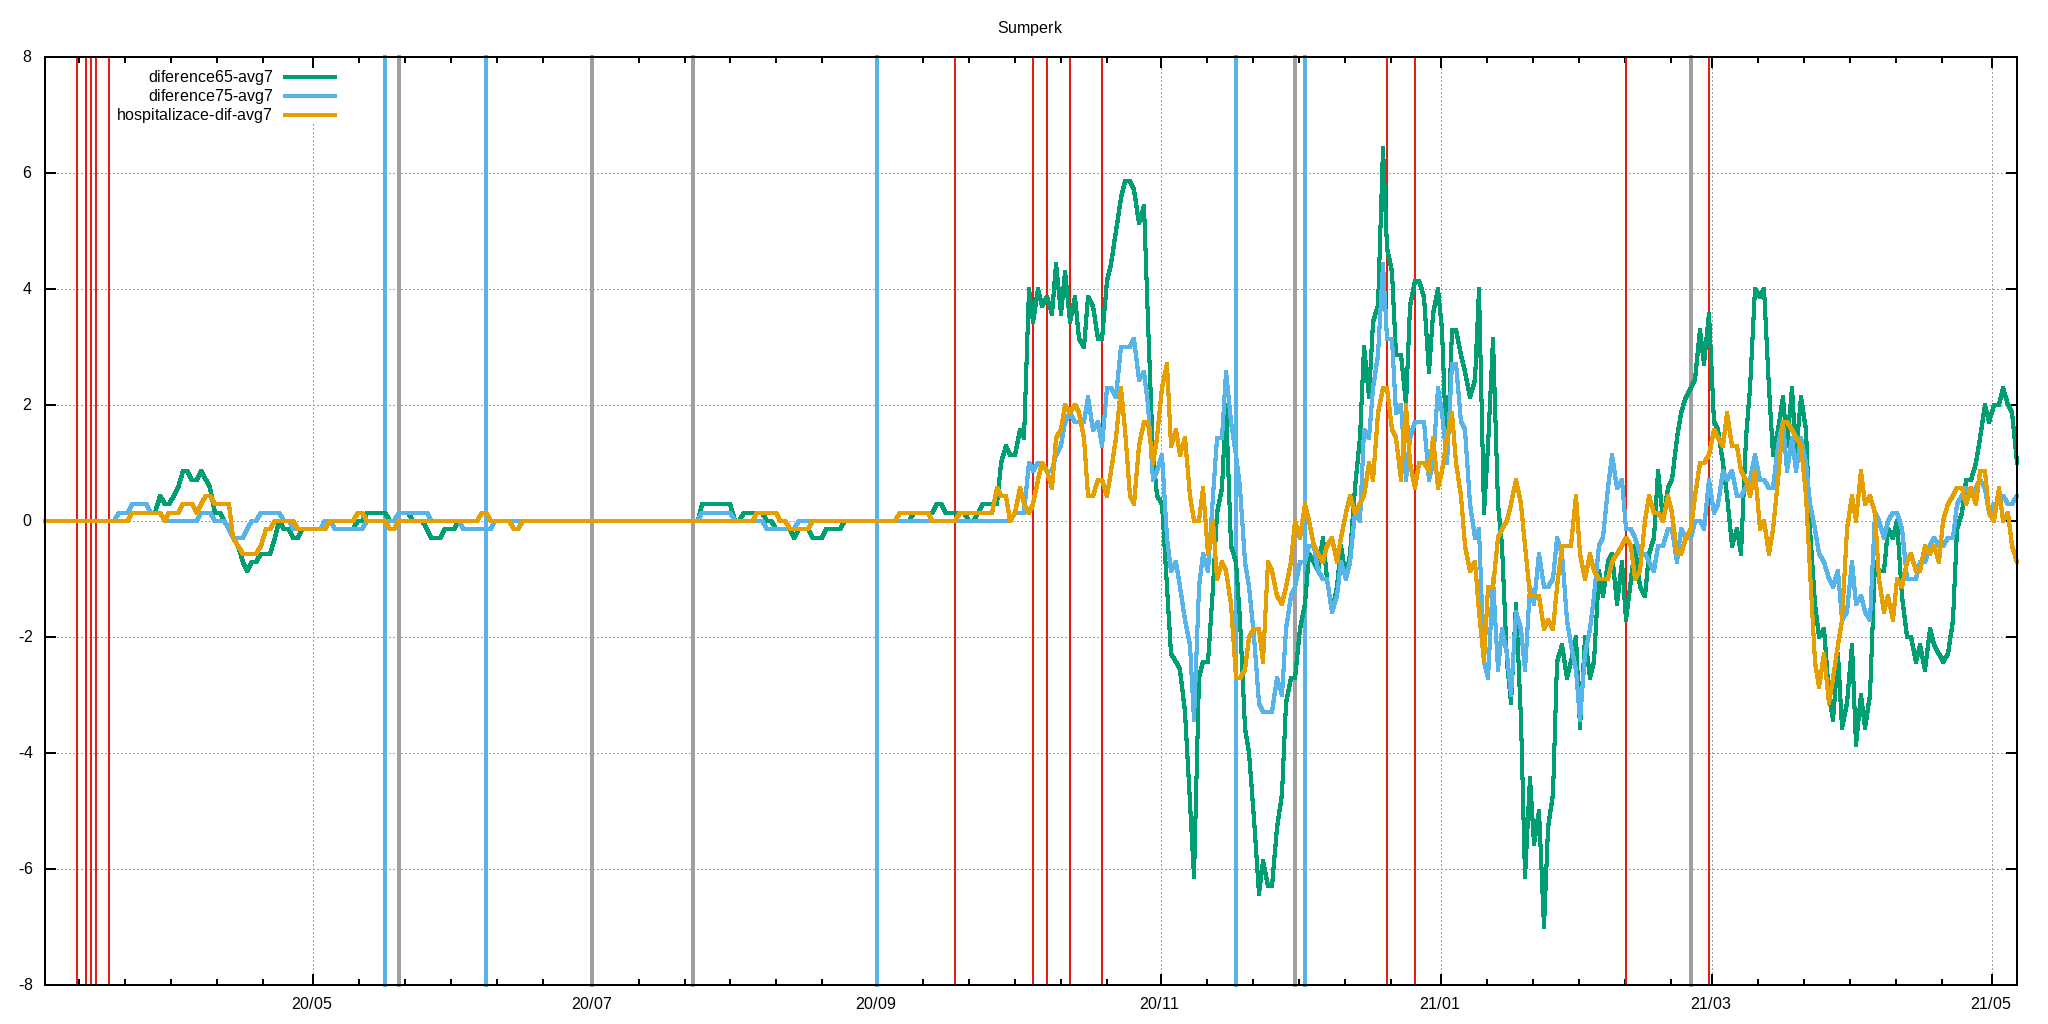 Sumperk
8
diference65-avg7
diference75-avg7
hospitalizace-dif-avg7
6
4
2
0
-2
-4
-6
-8
20/05 20/07 20/09 20/11 21/01 21/03 21/05